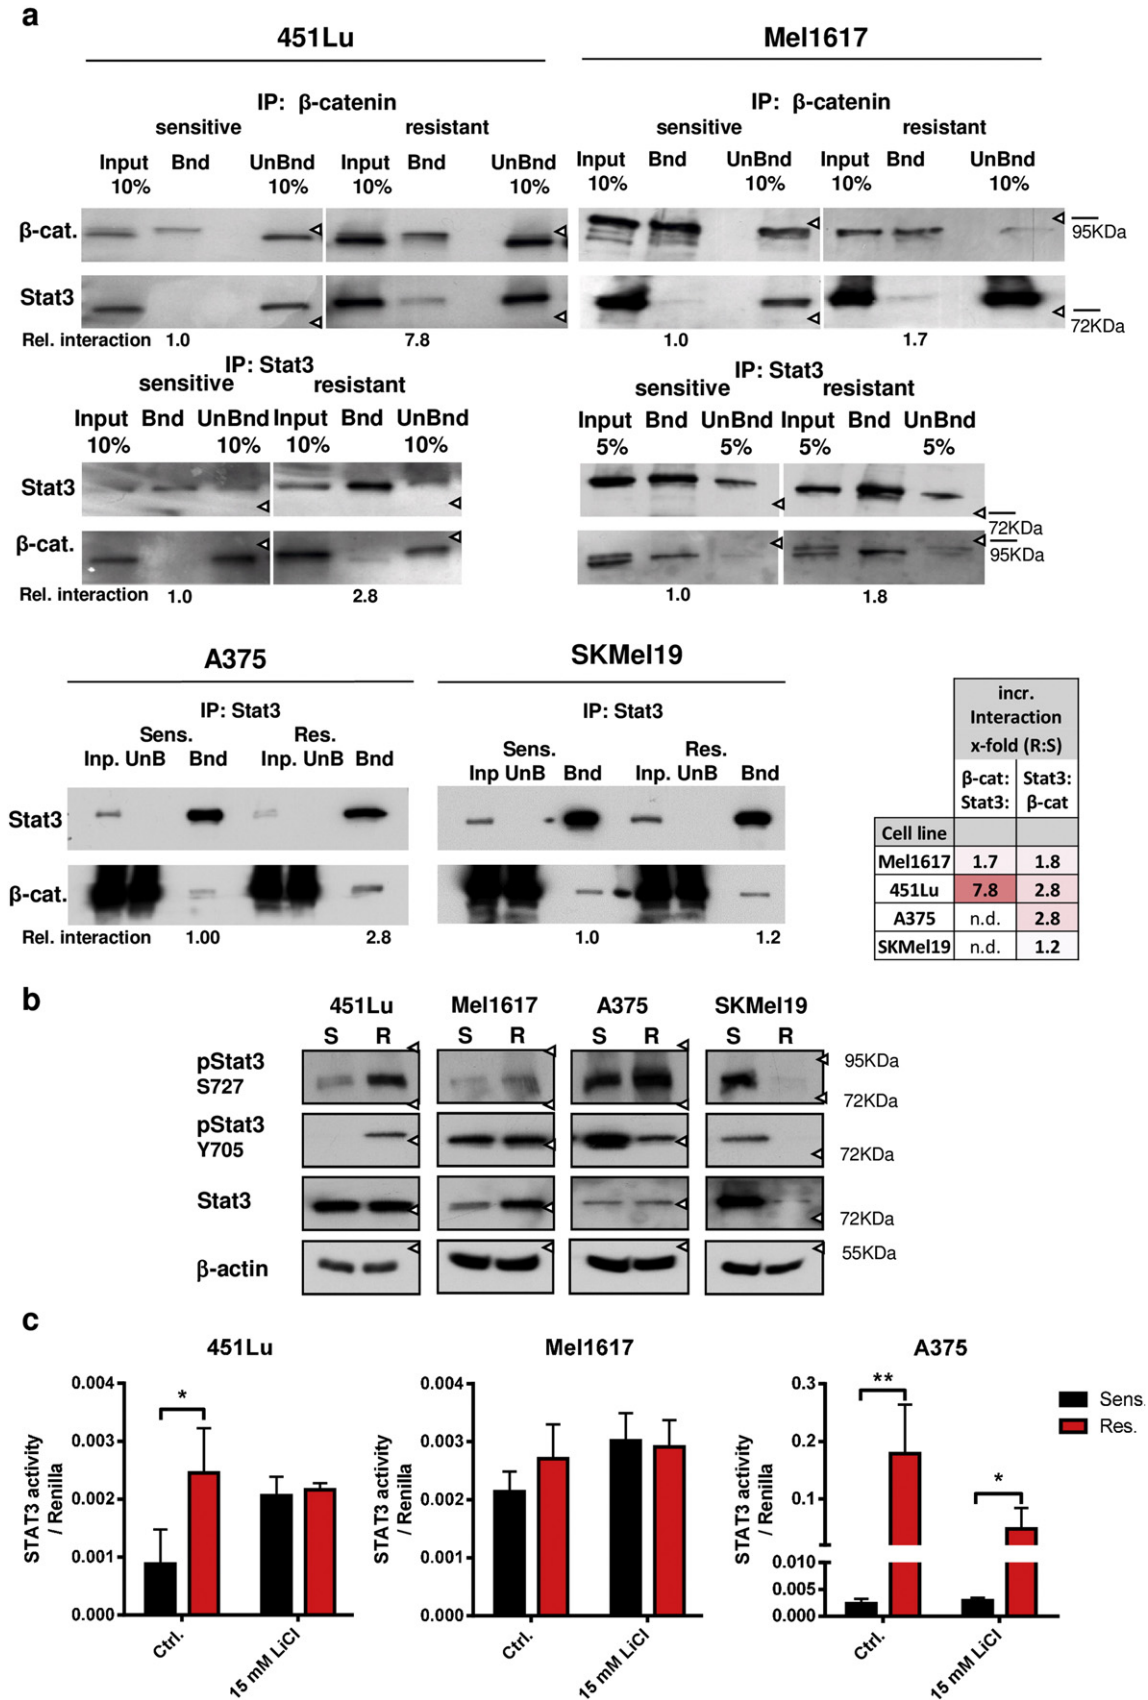 a
451Lu
Mel1617
IP: β-catenin
sensitive resistant
Input Bnd UnBnd Input Bnd UnBnd
10% 10% 10% 10%
β-cat.
Stat3
Rel. interaction 1.0 7.8
IP: β-catenin
sensitive resistant
Input Bnd UnBnd Input Bnd UnBnd
10% 10% 10% 10%
95KDa
72KDa
1.0 1.7
IP: Stat3
sensitive resistant
Input Bnd UnBnd Input Bnd UnBnd
10% 10% 10% 10%
Stat3
β-cat.
Rel. interaction 1.0 2.8
IP: Stat3
sensitive resistant
Input Bnd UnBnd Input Bnd UnBnd
5% 5% 5% 5%
72KDa
95KDa
1.0 1.8
A375
IP: Stat3
Sens. Res.
Inp. UnB Bnd Inp. UnB Bnd
Stat3
β-cat.
Rel. interaction 1.00 2.8
SKMel19
IP: Stat3
Sens. Res.
Inp UnB Bnd Inp. UnB Bnd
1.0 1.2
incr.
Interaction
x-fold (R:S)
β-cat: Stat3:
Stat3: β-cat
Cell line
Mel1617 1.7 1.8
451Lu 7.8 2.8
A375 n.d. 2.8
SKMel19 n.d. 1.2
b
451Lu Mel1617 A375 SKMel19
S R S R S R S R
pStat3
S727
95KDa
72KDa
pStat3
Y705
72KDa
Stat3
72KDa
β-actin
55KDa
c
451Lu
STAT3 activity
/ Renilla
0.004
0.003
0.002
0.001
0.000
*
Ctrl.
15 mM LiCl
Mel1617
STAT3 activity
/ Renilla
0.004
0.003
0.002
0.001
0.000
Ctrl.
15 mM LiCl
A375
STAT3 activity
/ Renilla
0.3
0.2
0.1
0.010
0.005
0.000
**
*
Ctrl.
15 mM LiCl
Sens.
Res.